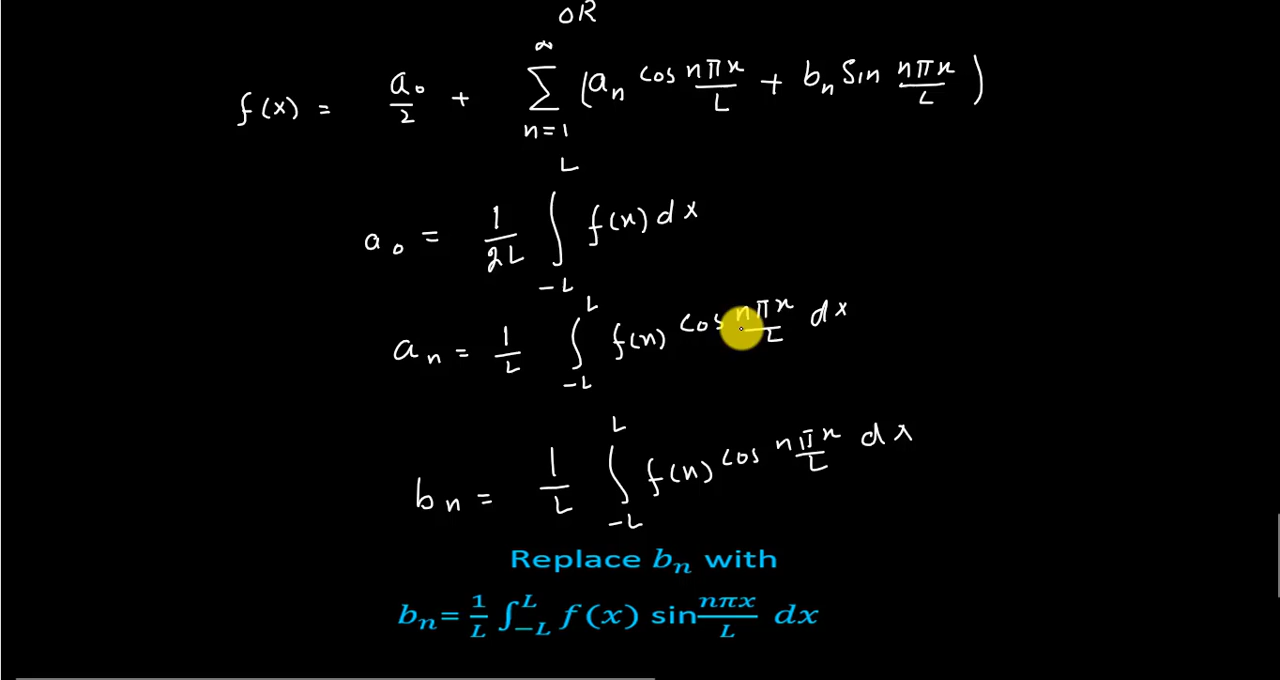 OR
f(x) = a₀/2 + ∑_{n=1}^{∞} (aₙ cos nπx/L + bₙ Sin nπx/L)
a₀ = 1/2L ∫_{-L}^{L} f(x) dx
aₙ = 1/L ∫_{-L}^{L} f(x) cos nπx/L dx
bₙ = 1/L ∫_{-L}^{L} f(x) cos nπx/L dx
Replace bₙ with
bₙ= 1/L ∫_{-L}^{L} f(x) sin nπx/L dx